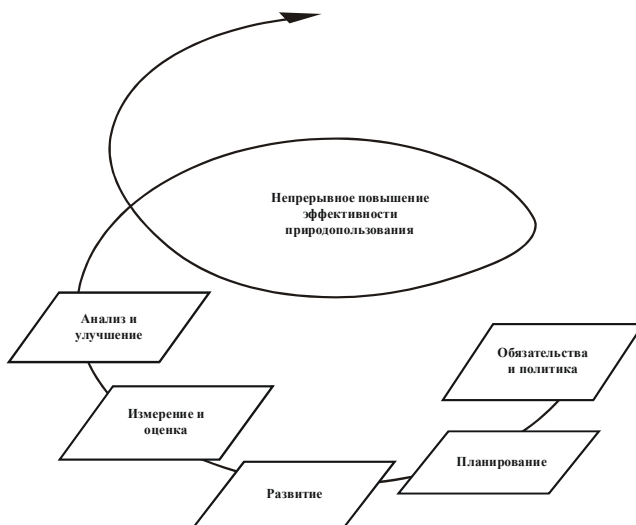 Непрерывное повышение
эффективности
природопользования
Анализ и
улучшение
Обязательства
и политика
Измерение и
оценка
Планирование
Развитие